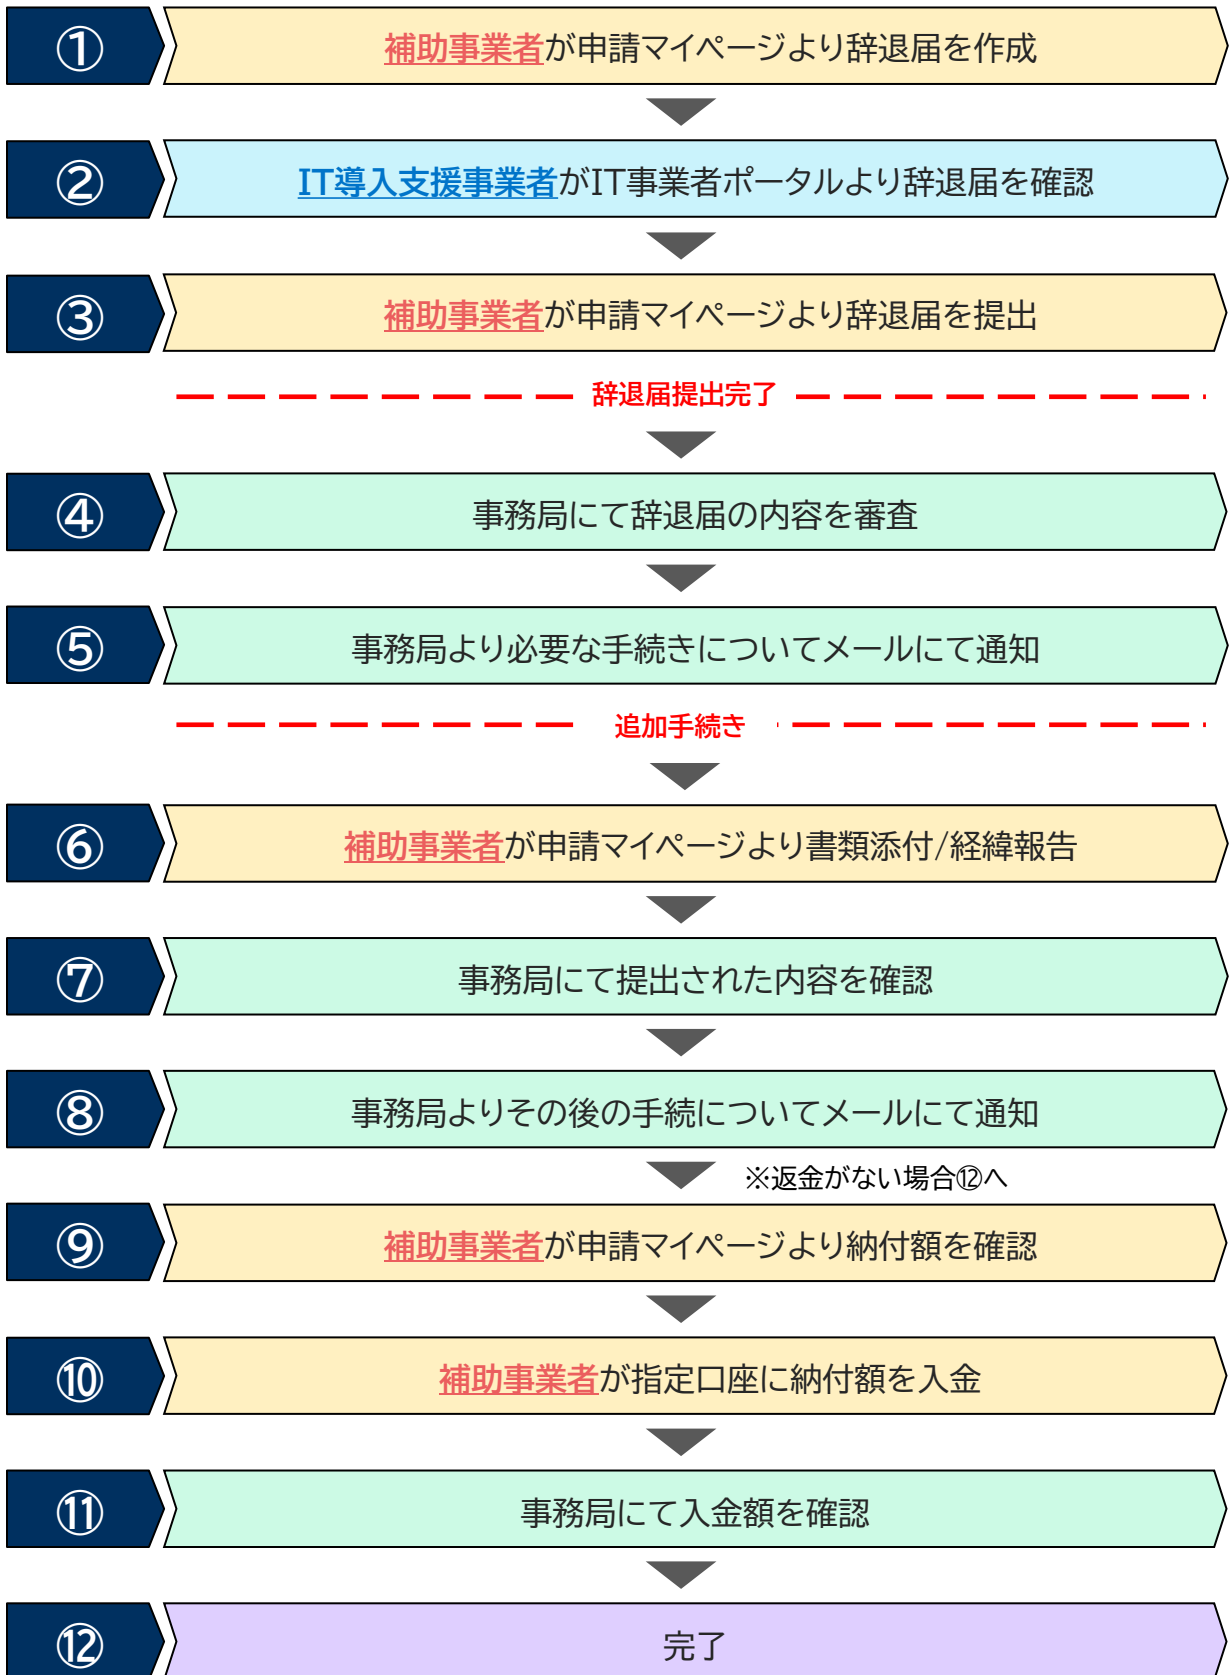 ①
補助事業者が申請マイページより辞退届を作成
②
IT導入支援事業者がIT事業者ポータルより辞退届を確認
③
補助事業者が申請マイページより辞退届を提出
辞退届提出完了
④
事務局にて辞退届の内容を審査
⑤
事務局より必要な手続きについてメールにて通知
追加手続き
⑥
補助事業者が申請マイページより書類添付/経緯報告
⑦
事務局にて提出された内容を確認
⑧
事務局よりその後の手続についてメールにて通知
※返金がない場合⑫へ
⑨
補助事業者が申請マイページより納付額を確認
⑩
補助事業者が指定口座に納付額を入金
⑪
事務局にて入金額を確認
⑫
完了